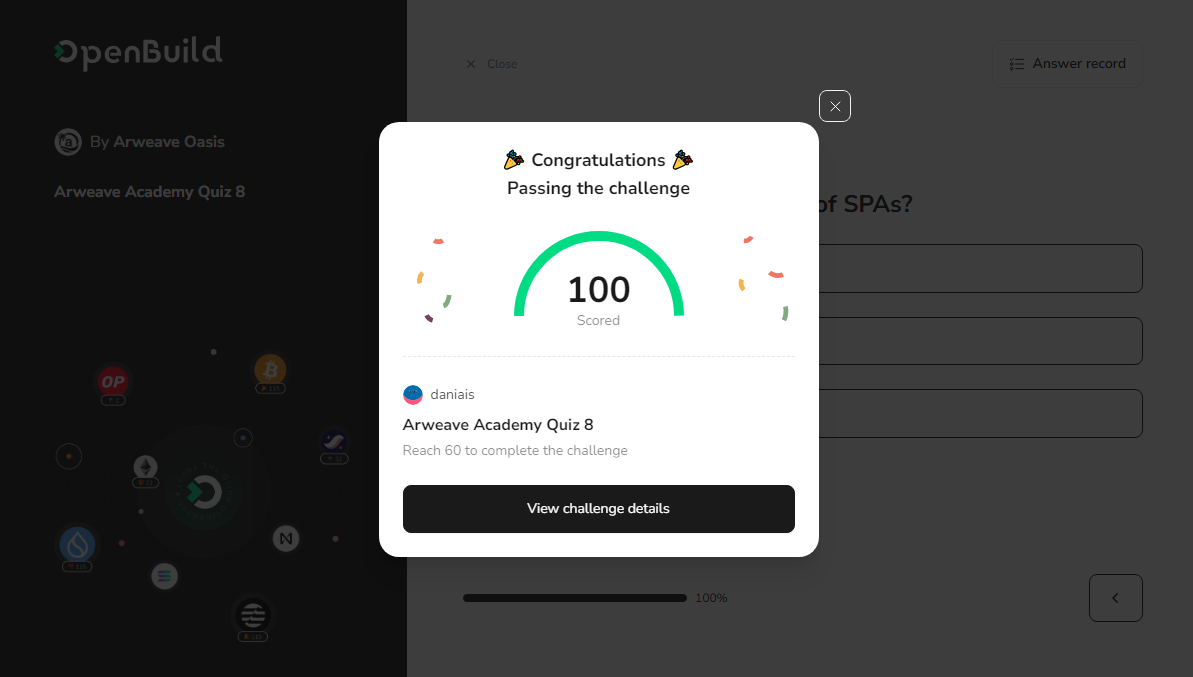 OpenBuild
Close
Answer record
By Arweave Oasis
Arweave Academy Quiz 8
of SPAs?
Congratulations
Passing the challenge
100
Scored
daniais
Arweave Academy Quiz 8
Reach 60 to complete the challenge
View challenge details
OP
100%